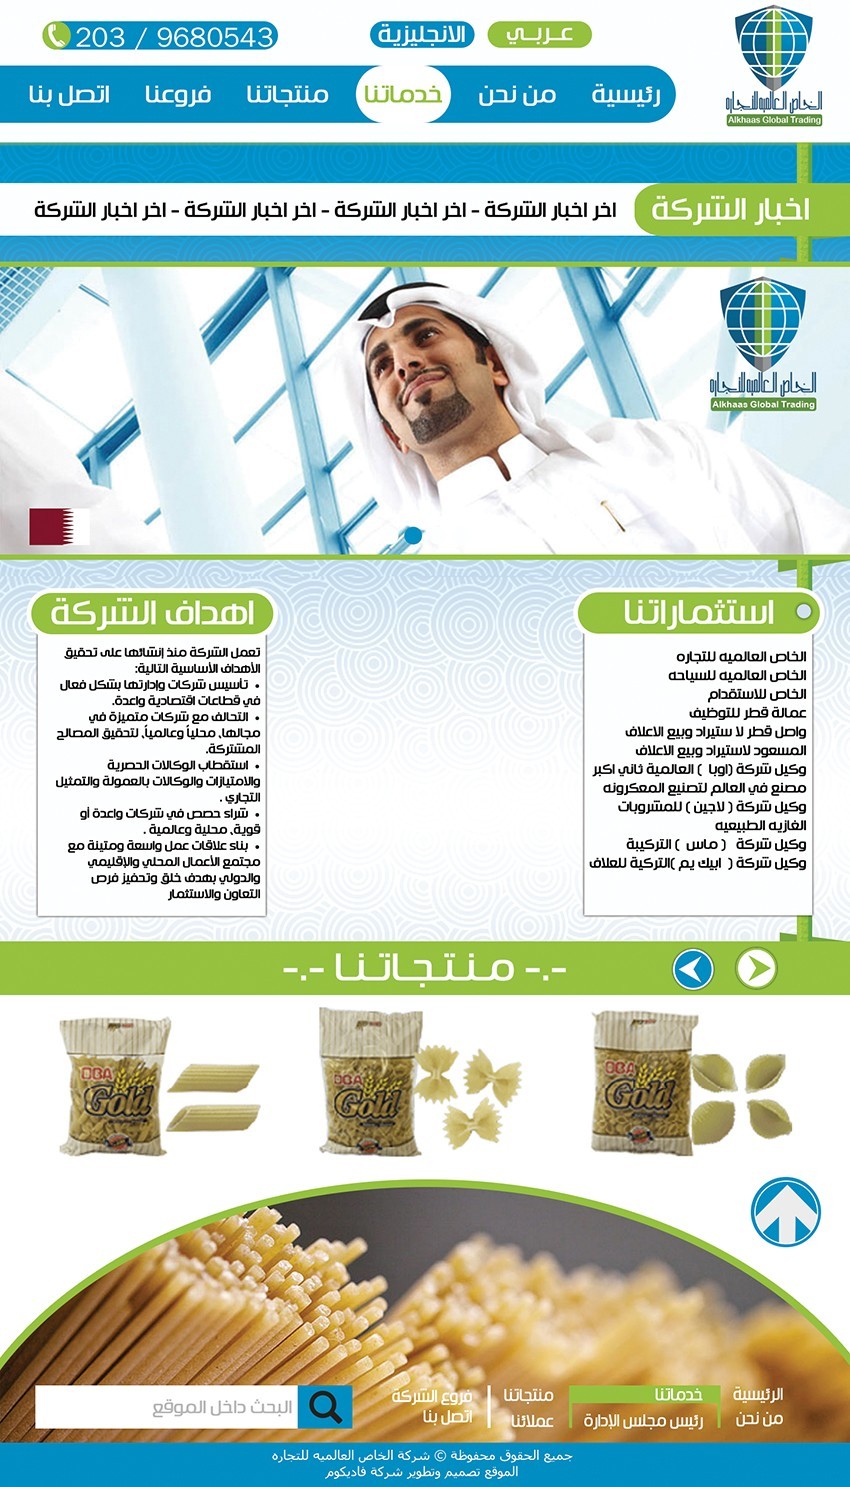 203 / 9680543
الانجليزية
عربي
الخاص العالميه للتجاره
Alkhaas Global Trading
رئيسية
من نحن
خدماتنا
منتجاتنا
فروعنا
اتصل بنا
اخبار الشركة
اخر اخبار الشركة - اخر اخبار الشركة - اخر اخبار الشركة - اخر اخبار الشركة
الخاص العالميه للتجاره
Alkhaas Global Trading
استثماراتنا
الخاص العالميه للتجاره
الخاص العالميه للسياحه
الخاص للاستقدام
عمالة قطر للتوظيف
واصل قطر لا ستيراد وبيع الاعلاف
المسعود لاستيراد وبيع الاعلاف
وكيل شركة (اوبا ) العالمية ثاني اكبر
مصنع في العالم لتصنيع المعكرونه
وكيل شركة ( لاجين ) للمشروبات
الغازيه الطبيعيه
وكيل شركة ( ماس ) التركيبة
وكيل شركة ( ابيك يم )التركية للعلاف
اهداف الشركة
تعمل الشركة منذ إنشائها على تحقيق
الأهداف الأساسية التالية:
• تأسيس شركات وإدارتها بشكل فعال
في قطاعات اقتصادية واعدة.
• التحالف مع شركات متميزة في
مجالها، محلياً وعالمياً، لتحقيق المصالح
المشتركة.
• استقطاب الوكالات الحصرية
والامتيازات والوكالات بالعمولة والتمثيل
التجاري .
• شراء حصص في شركات واعدة أو
قوية، محلية وعالمية .
• بناء علاقات عمل واسعة ومتينة مع
مجتمع الأعمال المحلي والإقليمي
والدولي بهدف خلق وتحفيز فرص
التعاون والاستثمار
-.- منتجاتنا -.-
OBA
Gold
OBA
Gold
OBA
Gold
الرئيسية
من نحن
خدماتنا
رئيس مجلس الإدارة
منتجاتنا
عملائنا
فروع الشركة
اتصل بنا
البحث داخل الموقع
جميع الحقوق محفوظة © شركة الخاص العالميه للتجاره
الموقع تصميم وتطوير شركة فاديكوم